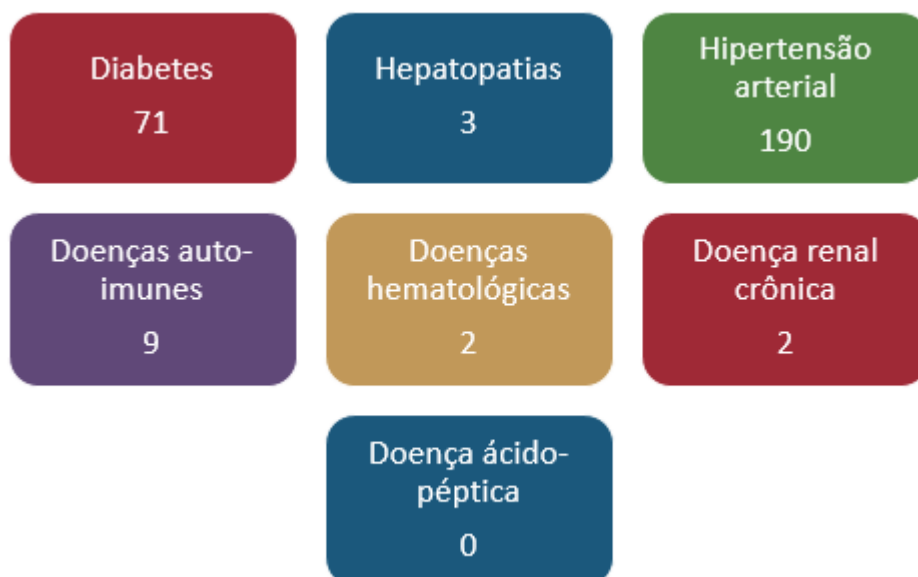 Diabetes
71
Hepatopatias
3
Hipertensão
arterial
190
Doenças auto-
imunes
9
Doenças
hematológicas
2
Doença renal
crônica
2
Doença ácido-
péptica
0